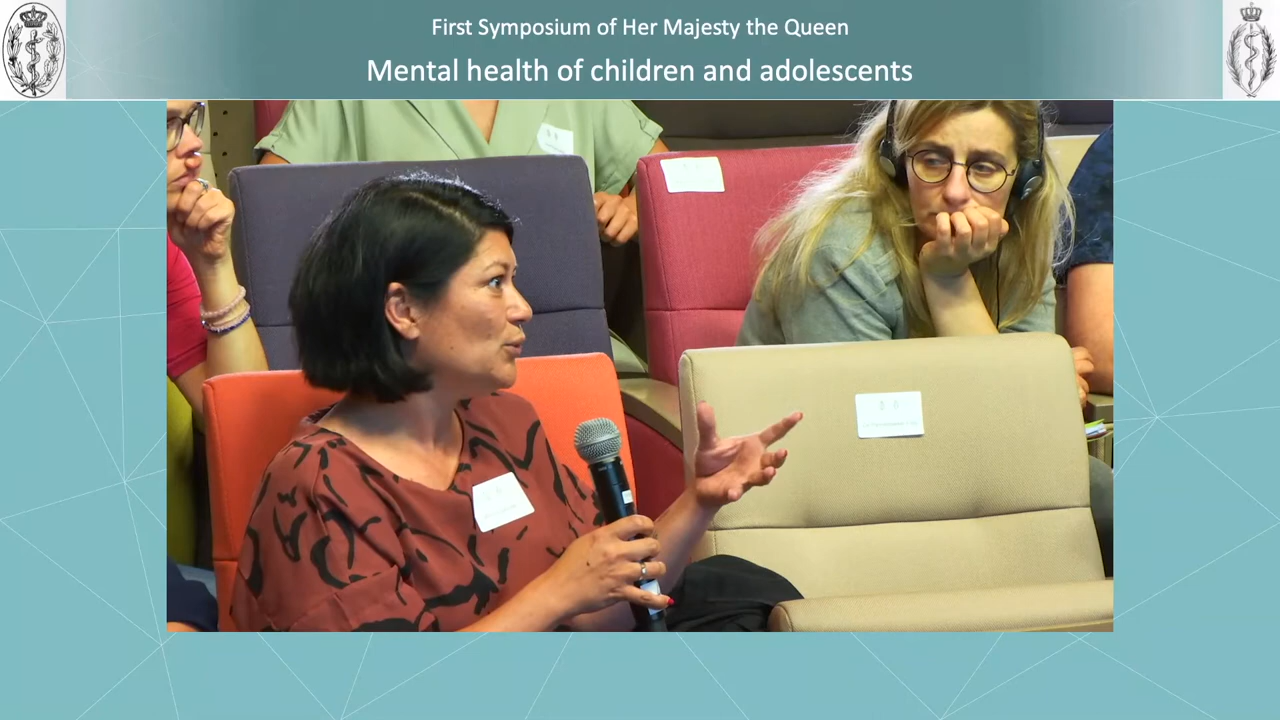 First Symposium of Her Majesty the Queen
Mental health of children and adolescents